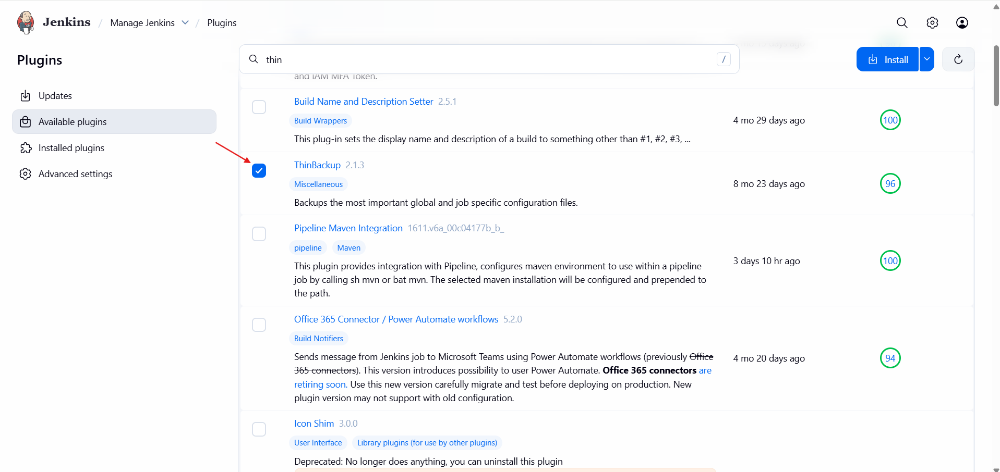 Jenkins / Manage Jenkins / Plugins
mo 15 days ago
Plugins
thin /
Install
and IAM MFA Token.
Updates
Available plugins
Installed plugins
Advanced settings
Build Name and Description Setter 2.5.1
Build Wrappers
This plug-in sets the display name and description of a build to something other than #1, #2, #3, ...
4 mo 29 days ago
100
ThinBackup 2.1.3
Miscellaneous
Backups the most important global and job specific configuration files.
8 mo 23 days ago
96
Pipeline Maven Integration 1611.v6a_00c04177b_b_
pipeline Maven
This plugin provides integration with Pipeline, configures maven environment to use within a pipeline
job by calling sh mvn or bat mvn. The selected maven installation will be configured and prepended to
the path.
3 days 10 hr ago
100
Office 365 Connector / Power Automate workflows 5.2.0
Build Notifiers
Sends message from Jenkins job to Microsoft Teams using Power Automate workflows (previously Office
365 connectors). This version introduces possibility to user Power Automate. Office 365 connectors are
retiring soon. Use this new version carefully migrate and test before deploying on production. New
plugin version may not support with old configuration.
4 mo 20 days ago
94
Icon Shim 3.0.0
User Interface Library plugins (for use by other plugins)
Deprecated: No longer does anything, you can uninstall this plugin